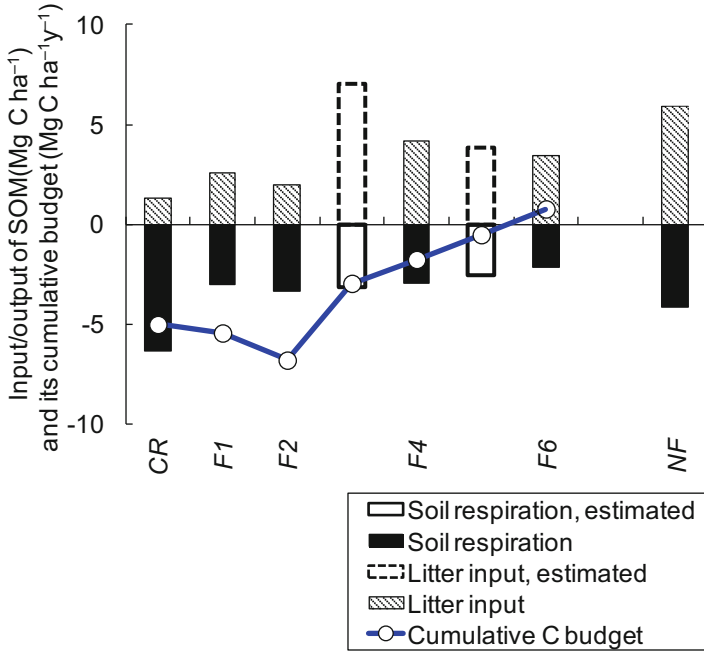 Input/output of SOM(Mg C ha⁻¹)
and its cumulative budget (Mg C ha⁻¹y⁻¹)
10
5
0
-5
-10
CR
F1
F2
F4
F6
NF
Soil respiration, estimated
Soil respiration
Litter input, estimated
Litter input
Cumulative C budget